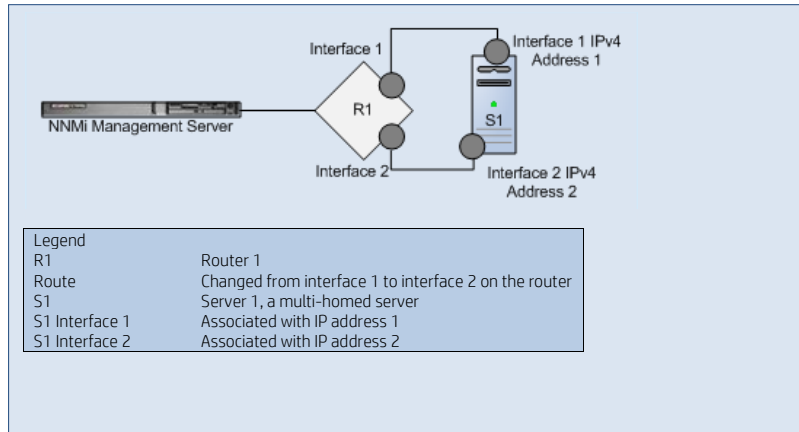 Interface 1
Interface 1 IPv4
Address 1
R1
S1
NNMi Management Server
Interface 2
Interface 2 IPv4
Address 2
Legend
R1 Router 1
Route Changed from interface 1 to interface 2 on the router
S1 Server 1, a multi-homed server
S1 Interface 1 Associated with IP address 1
S1 Interface 2 Associated with IP address 2